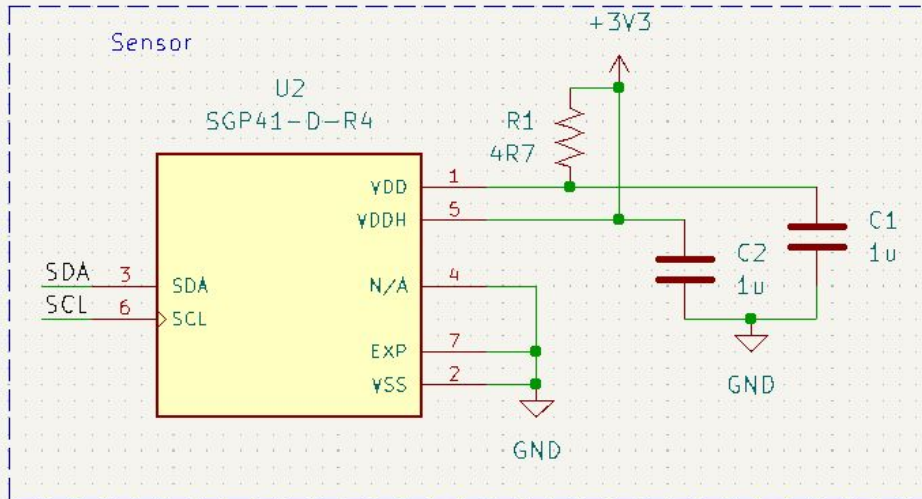 Sensor
+3V3
U2
SGP41-D-R4
R1
4R7
VDD
1
VDDH
5
C1
1u
C2
1u
SDA
3
SDA
N/A
4
SCL
6
SCL
EXP
7
VSS
2
GND
GND